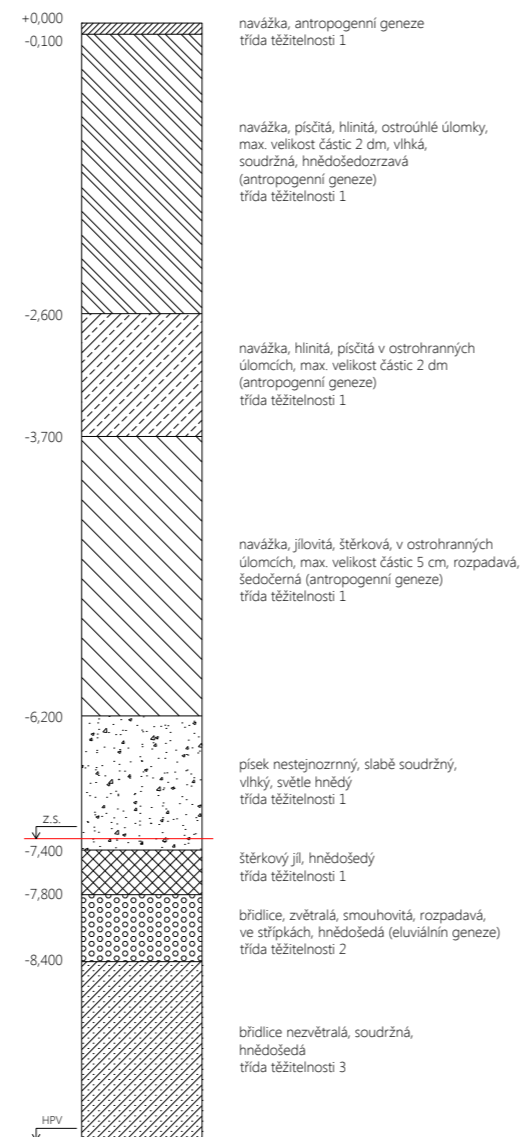 +0,000
navážka, antropogenní geneze
-0,100
třída těžitelnosti 1
navážka, písčitá, hlinitá, ostroúhlé úlomky,
max. velikost částic 2 dm, vlhká,
soudržná, hnědošedozrzavá
(antropogenní geneze)
třída těžitelnosti 1
-2,600
navážka, hlinitá, písčitá v ostrohranných
úlomcích, max. velikost částic 2 dm
(antropogenní geneze)
třída těžitelnosti 1
-3,700
navážka, jílovitá, štěrková, v ostrohranných
úlomcích, max. velikost částic 5 cm, rozpadavá,
šedočerná (antropogenní geneze)
třída těžitelnosti 1
-6,200
písek nestejnozrnný, slabě soudržný,
vlhký, světle hnědý
třída těžitelnosti 1
Z.S.
-7,400
štěrkový jíl, hnědošedý
třída těžitelnosti 1
-7,800
břidlice, zvětralá, smouhovitá, rozpadavá,
ve střípkách, hnědošedá (eluviálnín geneze)
třída těžitelnosti 2
-8,400
břidlice nezvětralá, soudržná,
hnědošedá
třída těžitelnosti 3
HPV